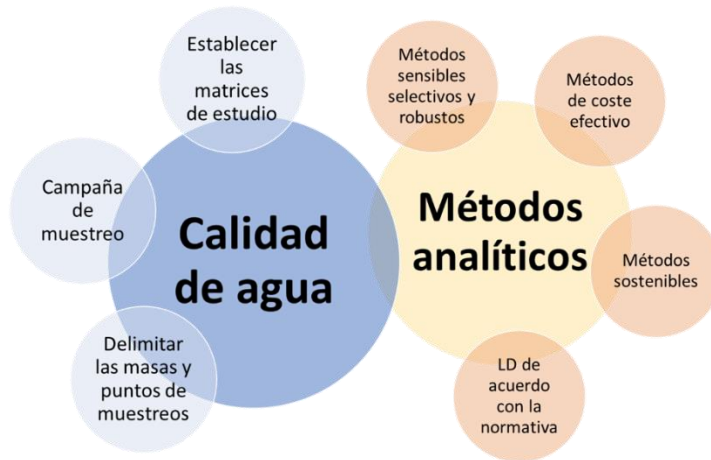 Establecer
las
matrices
de estudio
Campaña
de
muestreo
Calidad
de agua
Delimitar
las masas y
puntos de
muestreos
Métodos
sensibles
selectivos y
robustos
Métodos
de coste
efectivo
Métodos
analíticos
Métodos
sostenibles
LD de
acuerdo
con la
normativa